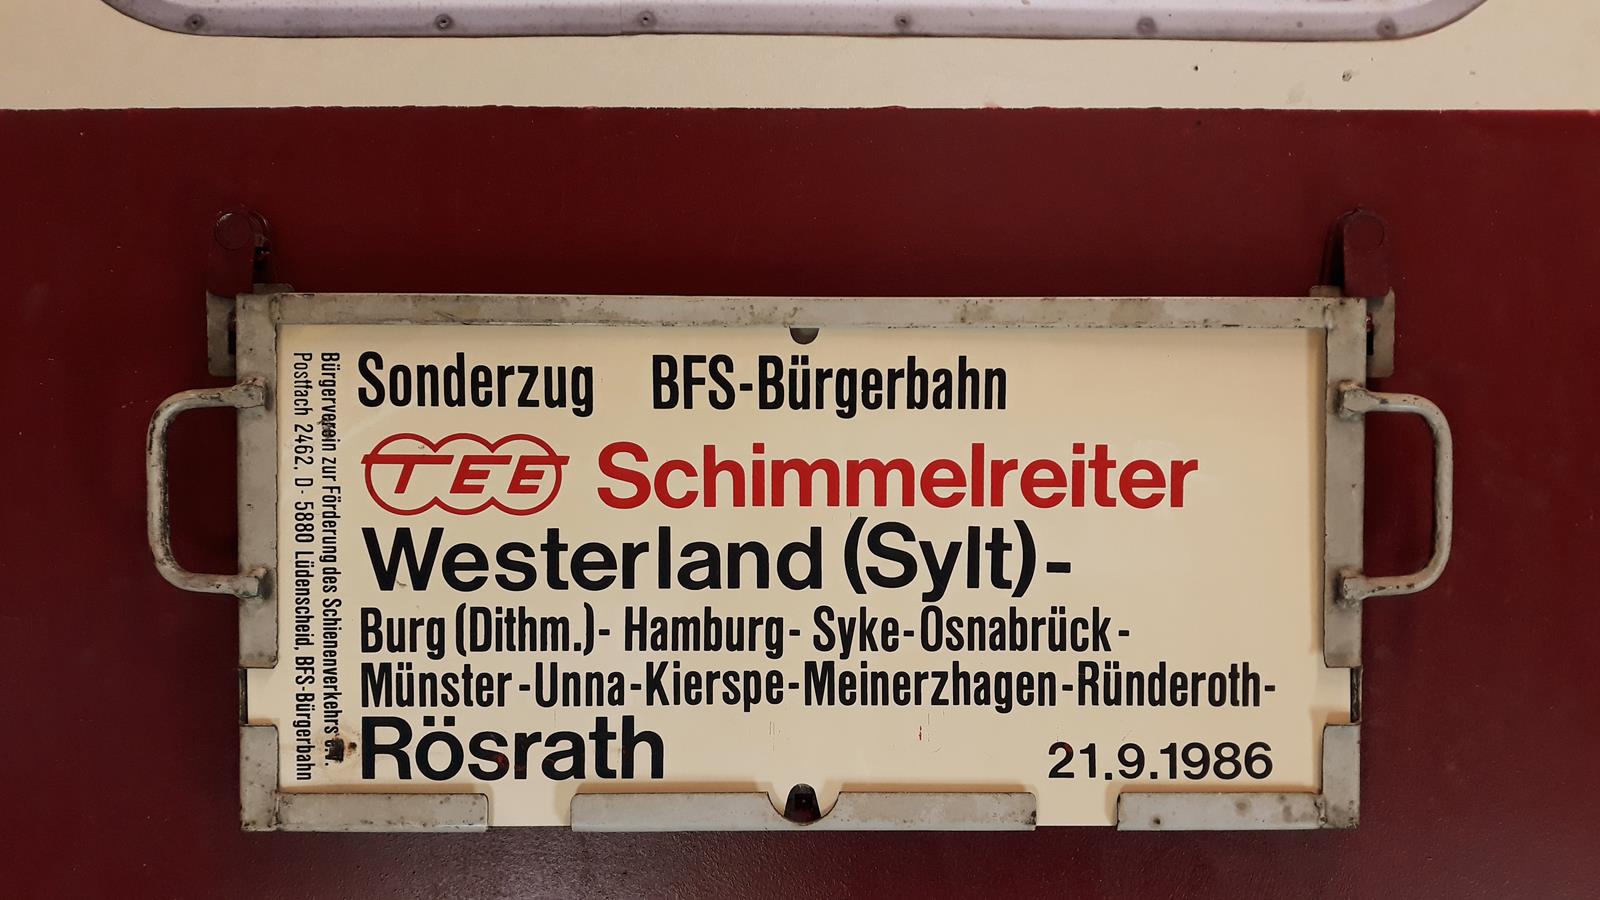 Sonderzug BFS-Bürgerbahn
TEE Schimmelreiter
Westerland (Sylt)-
Burg (Dithm.)- Hamburg- Syke-Osnabrück-
Münster-Unna-Kierspe-Meinerzhagen-Ründeroth-
Rösrath 21.9.1986
Bürgerverein zur Förderung des Schienenverkehrs e.V.
Postfach 2462, D- 5880 Lüdenscheid, BFS-Bürgerbahn